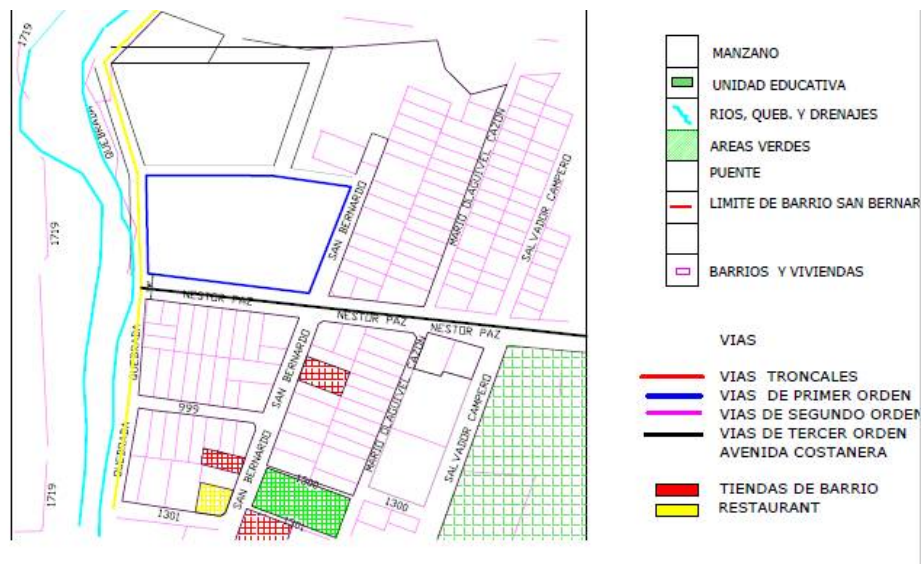 1719
QUEBRADA
1719
SAN BERNARDO
MARIO OLAGUIVEL CAZON
SALVADOR CAMPERO
NESTOR PAZ
NESTOR PAZ
NESTOR PAZ
QUEBRADA
SAN BERNARDO
MARIO OLAGUIVEL CAZON
SALVADOR CAMPERO
999
QUEBRADA
SAN BERNARDO
1719
1301
1300
1301
1300
MANZANO
UNIDAD EDUCATIVA
RIOS, QUEB. Y DRENAJES
AREAS VERDES
PUENTE
LIMITE DE BARRIO SAN BERNAR
BARRIOS Y VIVIENDAS
VIAS
VIAS TRONCALES
VIAS DE PRIMER ORDEN
VIAS DE SEGUNDO ORDEN
VIAS DE TERCER ORDEN
AVENIDA COSTANERA
TIENDAS DE BARRIO
RESTAURANT